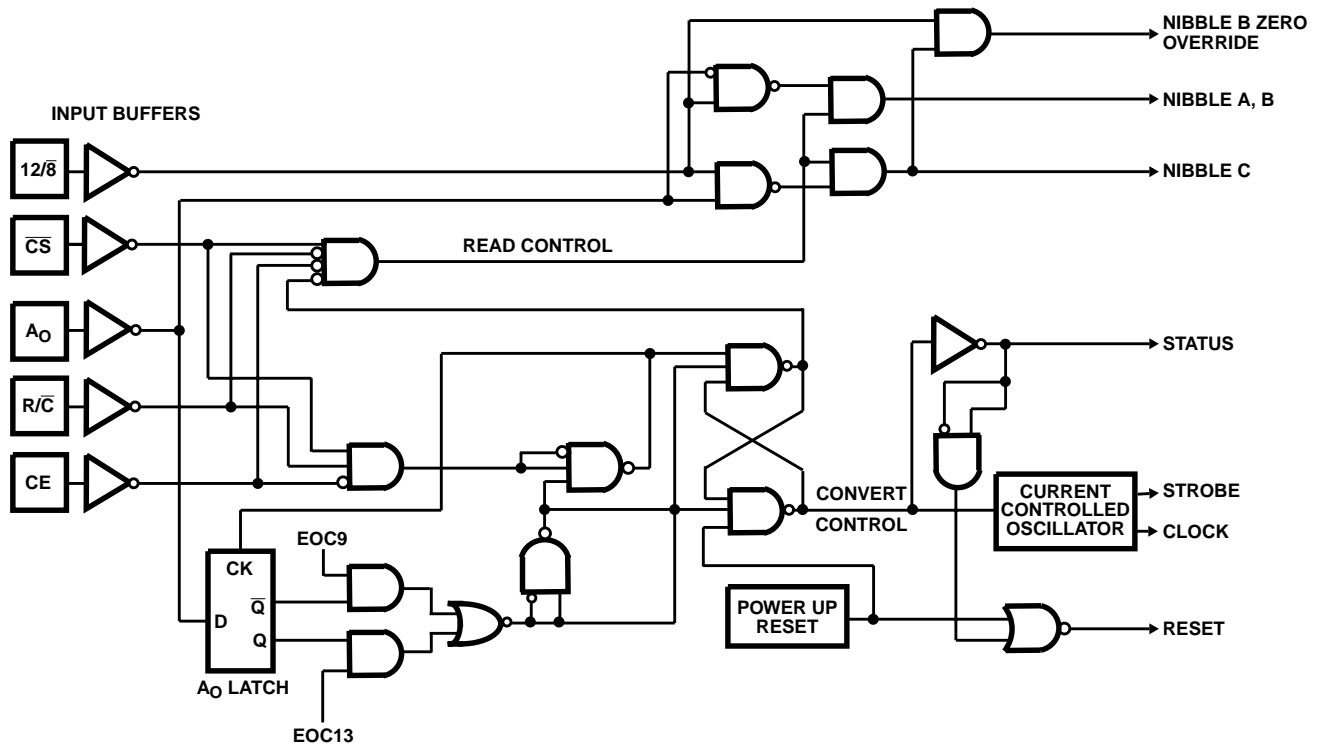 NIBBLE B ZERO
OVERRIDE
NIBBLE A, B
INPUT BUFFERS
12/8̅
NIBBLE C
C̅S̅
READ CONTROL
AO
STATUS
R/C̅
CE
CONVERT
CONTROL
CURRENT
CONTROLLED
OSCILLATOR
STROBE
CLOCK
EOC9
CK
Q̅
D
Q
POWER UP
RESET
RESET
AO LATCH
EOC13